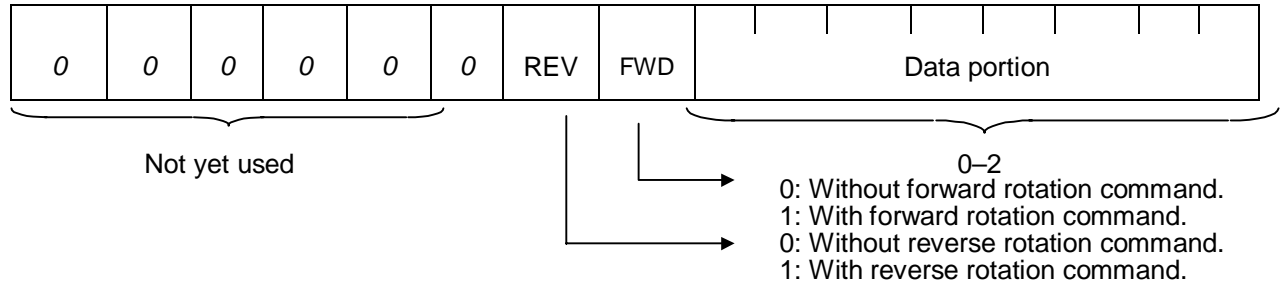 0 0 0 0 0 0 REV FWD Data portion
Not yet used
0–2
0: Without forward rotation command.
1: With forward rotation command.
0: Without reverse rotation command.
1: With reverse rotation command.